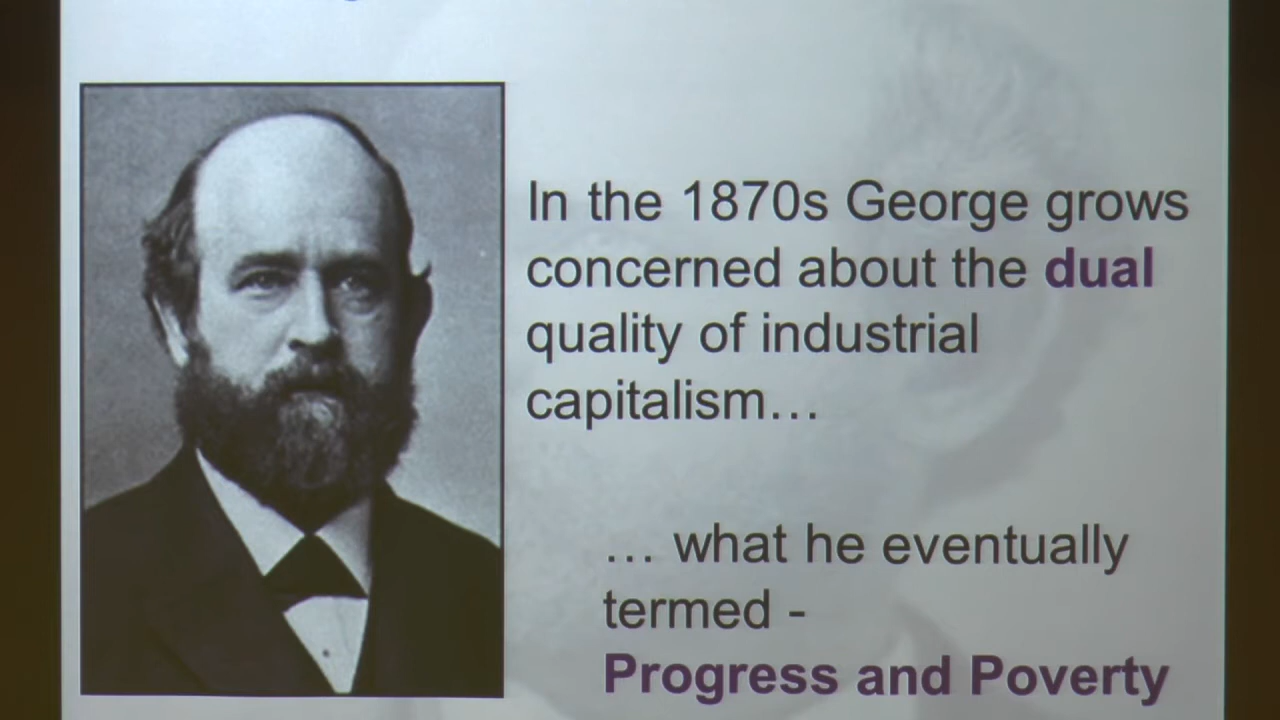 In the 1870s George grows
concerned about the dual
quality of industrial
capitalism…
… what he eventually
termed -
Progress and Poverty